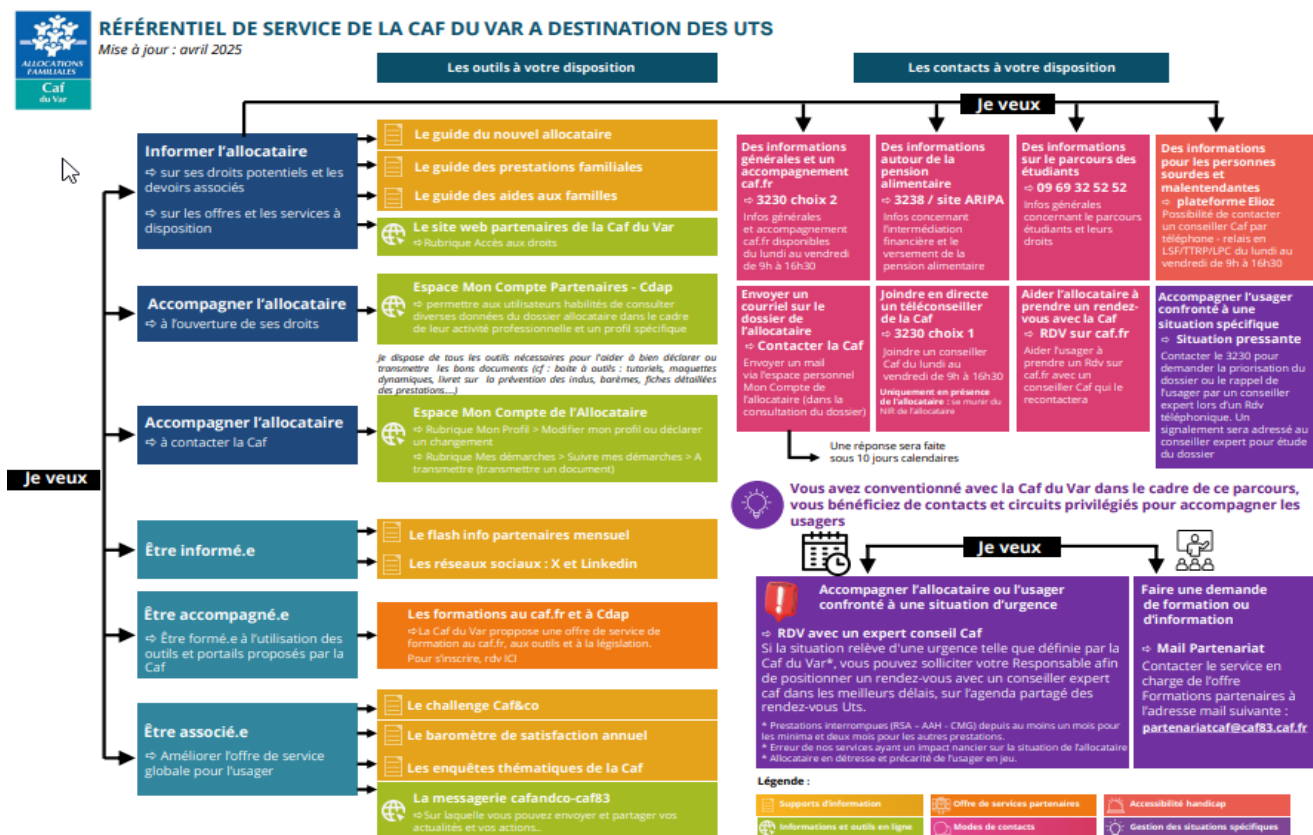 ALLOCATIONS
FAMILIALES
Caf
du Var
RÉFÉRENTIEL DE SERVICE DE LA CAF DU VAR A DESTINATION DES UTS
Mise à jour : avril 2025
Les outils à votre disposition
Les contacts à votre disposition
Je veux
Informer l'allocataire
⇨ sur ses droits potentiels et les
devoirs associés
⇨ sur les offres et les services à
disposition
Le guide du nouvel allocataire
Le guide des prestations familiales
Le guide des aides aux familles
Le site web partenaires de la Caf du Var
⇨Rubrique Accès aux droits
Accompagner l'allocataire
⇨ à l'ouverture de ses droits
Espace Mon Compte Partenaires - Cdap
⇨ permettre aux utilisateurs habilités de consulter
diverses données du dossier allocataire dans le cadre
de leur activité professionnelle et un profil spécifique
Je dispose de tous les outils nécessaires pour l'aider à bien déclarer ou
transmettre les bons documents (cf : boite à outils : tutoriels, maquettes
dynamiques, livret sur la prévention des indus, barèmes, fiches détaillées
des prestations....)
Accompagner l'allocataire
⇨ à contacter la Caf
Espace Mon Compte de l'Allocataire
⇨ Rubrique Mon Profil > Modifier mon profil ou déclarer
un changement
⇨ Rubrique Mes démarches > Suivre mes démarches > A
transmettre (transmettre un document)
Je veux
Être informé.e
Le flash info partenaires mensuel
Les réseaux sociaux : X et Linkedin
Être accompagné.e
⇨ Être formé.e à l'utilisation des
outils et portails proposés par la
Caf
Les formations au caf.fr et à Cdap
⇨La Caf du Var proppose une offre de service de
formation au caf.fr, aux outils et à la législation.
Pour s'inscrire, rdv ICI
Être associé.e
⇨ Améliorer l'offre de service
globale pour l'usager
Le challenge Caf&co
Le baromètre de satisfaction annuel
Les enquêtes thématiques de la Caf
La messagerie cafandco-caf83
⇨Sur laquelle vous pouvez envoyer et partager vos
actualités et vos actions..
Des informations
générales et un
accompagnement
caf.fr
⇨ 3230 choix 2
Infos générales
et accompagnement
caf.fr disponibles
du lundi au vendredi
de 9h à 16h30
Des informations
autour de la
pension
alimentaire
⇨ 3238 / site ARIPA
Infos concernant
l'intermédiation
financière et le
versement de la
pension alimentaire
Des informations
sur le parcours des
étudiants
⇨ 09 69 32 52 52
Infos générales
concernant le parcours
étudiants et leurs
droits
Des informations
pour les personnes
sourdes et
malentendantes
⇨ plateforme Elioz
Possibilité de contacter
un conseiller Caf par
téléphone - relais en
LSF/TTRP/LPC du lundi au
vendredi de 9h à 16h30
Envoyer un
courriel sur le
dossier de
l'allocataire
⇨ Contacter la Caf
Envoyer un mail
via l'espace personnel
Mon Compte de
l'allocataire (dans la
consultation du dossier)
Joindre en directe
un téléconseiller
de la Caf
⇨ 3230 choix 1
Joindre un conseiller
Caf du lundi au
vendredi de 9h à 16h30
Uniquement en présence
de l'allocataire : se munir du
NIR de l'allocataire
Aider l'allocataire à
prendre un rendez-
vous avec la Caf
⇨ RDV sur caf.fr
Aider l'usager à
prendre un Rdv sur
caf.fr avec un
conseiller Caf qui le
recontactera
Accompagner l'usager
confronté à une
situation spécifique
⇨ Situation pressante
Contacter le 3230 pour
demander la priorisation du
dossier ou le rappel de
l'usager par un conseiller
expert lors d'un Rdv
téléphonique. Un
signalement sera adressé au
conseiller expert pour étude
du dossier
Une réponse sera faite
sous 10 jours calendaires
Vous avez conventionné avec la Caf du Var dans le cadre de ce parcours,
vous bénéficiez de contacts et circuits privilégiés pour accompagner les
usagers
Je veux
Accompagner l'allocataire ou l'usager
confronté à une situation d'urgence
⇨ RDV avec un expert conseil Caf
Si la situation relève d'une urgence telle que définie par la
Caf du Var*, vous pouvez solliciter votre Responsable afin
de positionner un rendez-vous avec un conseiller expert
caf dans les meilleurs délais, sur l'agenda partagé des
rendez-vous Uts.
* Prestations interrompues (RSA – AAH - CMG) depuis au moins un mois pour
les minima et deux mois pour les autres prestations.
* Erreur de nos services ayant un impact nancier sur la situation de l'allocataire
* Allocataire en détresse et précarité de l'usager en jeu.
Faire une demande
de formation ou
d'information
⇨ Mail Partenariat
Contacter le service en
charge de l'offre
Formations partenaires à
l'adresse mail suivante :
partenariatcaf@caf83.caf.fr
Légende :
Supports d'information
Offre de services partenaires
Accessibilité handicap
Informations et outils en ligne
Modes de contacts
Gestion des situations spécifiques